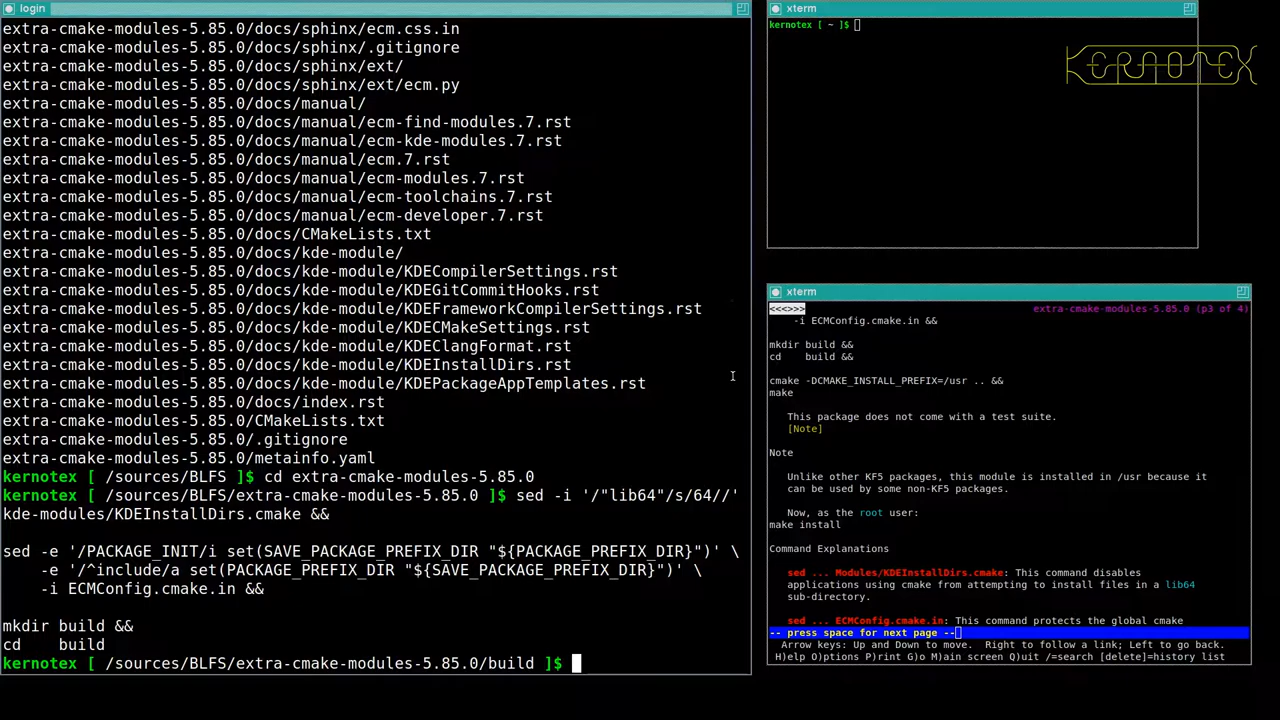 login
extra-cmake-modules-5.85.0/docs/sphinx/ecm.css.in
extra-cmake-modules-5.85.0/docs/sphinx/.gitignore
extra-cmake-modules-5.85.0/docs/sphinx/ext/
extra-cmake-modules-5.85.0/docs/sphinx/ext/ecm.py
extra-cmake-modules-5.85.0/docs/manual/
extra-cmake-modules-5.85.0/docs/manual/ecm-find-modules.7.rst
extra-cmake-modules-5.85.0/docs/manual/ecm-kde-modules.7.rst
extra-cmake-modules-5.85.0/docs/manual/ecm.7.rst
extra-cmake-modules-5.85.0/docs/manual/ecm-modules.7.rst
extra-cmake-modules-5.85.0/docs/manual/ecm-toolchains.7.rst
extra-cmake-modules-5.85.0/docs/manual/ecm-developer.7.rst
extra-cmake-modules-5.85.0/docs/CMakeLists.txt
extra-cmake-modules-5.85.0/docs/kde-module/
extra-cmake-modules-5.85.0/docs/kde-module/KDECompilerSettings.rst
extra-cmake-modules-5.85.0/docs/kde-module/KDEGitCommitHooks.rst
extra-cmake-modules-5.85.0/docs/kde-module/KDEFrameworkCompilerSettings.rst
extra-cmake-modules-5.85.0/docs/kde-module/KDECMakeSettings.rst
extra-cmake-modules-5.85.0/docs/kde-module/KDEClangFormat.rst
extra-cmake-modules-5.85.0/docs/kde-module/KDEInstallDirs.rst
extra-cmake-modules-5.85.0/docs/kde-module/KDEPackageAppTemplates.rst
extra-cmake-modules-5.85.0/docs/index.rst
extra-cmake-modules-5.85.0/CMakeLists.txt
extra-cmake-modules-5.85.0/.gitignore
extra-cmake-modules-5.85.0/metainfo.yaml
kernotex [ /sources/BLFS ]$ cd extra-cmake-modules-5.85.0
kernotex [ /sources/BLFS/extra-cmake-modules-5.85.0 ]$ sed -i '/"lib64"/s/64//'
kde-modules/KDEInstallDirs.cmake &&
sed -e '/PACKAGE_INIT/i set(SAVE_PACKAGE_PREFIX_DIR "${PACKAGE_PREFIX_DIR}")' \
-e '/^include/a set(PACKAGE_PREFIX_DIR "${SAVE_PACKAGE_PREFIX_DIR}")' \
-i ECMConfig.cmake.in &&
mkdir build &&
cd    build
kernotex [ /sources/BLFS/extra-cmake-modules-5.85.0/build ]$
xterm
kernotex [ ~ ]$
KERNOTEX
xterm
<<<>>>
extra-cmake-modules-5.85.0 (p3 of 4)
-i ECMConfig.cmake.in &&
mkdir build &&
cd    build &&
cmake -DCMAKE_INSTALL_PREFIX=/usr .. &&
make
This package does not come with a test suite.
[Note]
Note
Unlike other KF5 packages, this module is installed in /usr because it
can be used by some non-KF5 packages.
Now, as the root user:
make install
Command Explanations
sed ... Modules/KDEInstallDirs.cmake: This command disables
applications using cmake from attempting to install files in a lib64
sub-directory.
sed ... ECMConfig.cmake.in: This command protects the global cmake
-- press space for next page --
Arrow keys: Up and Down to move.  Right to follow a link; Left to go back.
H)elp O)ptions P)rint G)o M)ain screen Q)uit /=search [delete]=history list